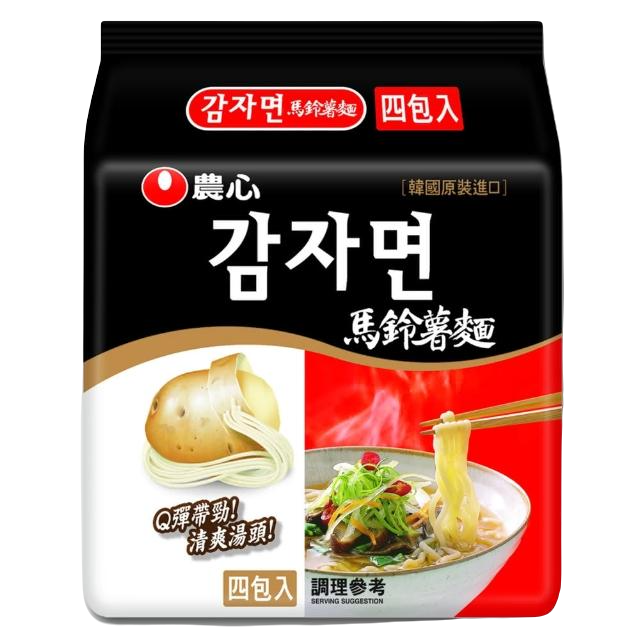 감자면 馬鈴薯麵 四包入
農心
[韓國原裝進口]
감자면
馬鈴薯麵
Q彈帶勁!
清爽湯頭!
四包入
調理參考
SERVING SUGGESTION